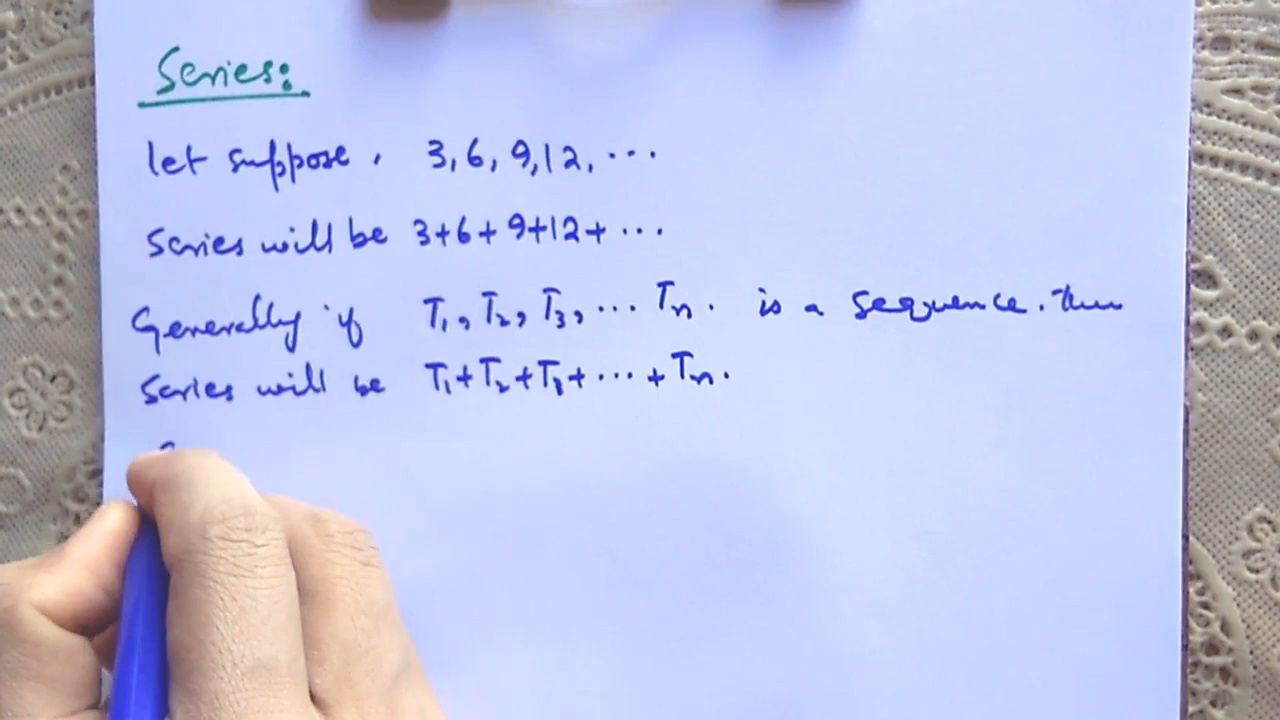 Series:
let suppose, 3, 6, 9, 12, ...
Series will be 3+6+9+12+ ...
Generally if T₁, T₂, T₃, ... Tₙ. is a sequence. then
Series will be T₁+T₂+T₃+ ... +Tₙ.